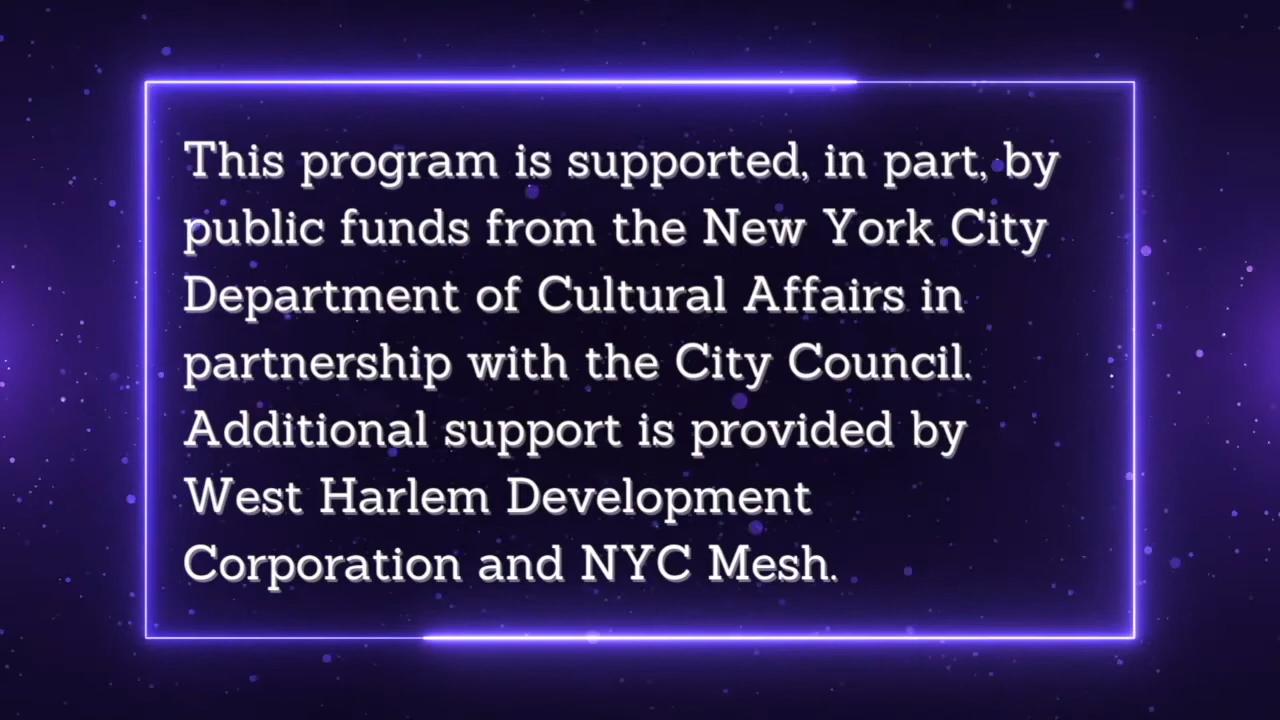 This program is supported, in part, by
public funds from the New York City
Department of Cultural Affairs in
partnership with the City Council.
Additional support is provided by
West Harlem Development
Corporation and NYC Mesh.